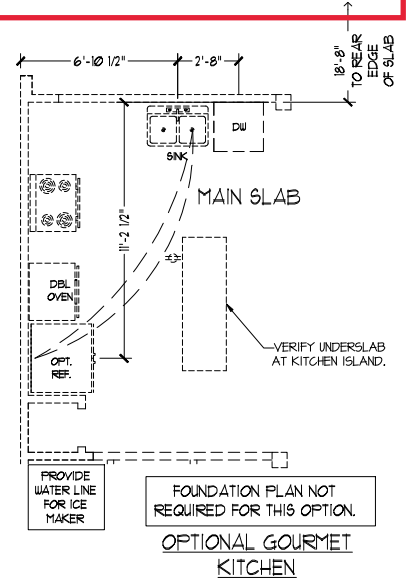 6'-10 1/2"
2'-8"
18'-8"
TO REAR
EDGE
OF SLAB
DW
SINK
MAIN SLAB
11'-2 1/2"
DBL
OVEN
OPT.
REF.
VERIFY UNDERSLAB
AT KITCHEN ISLAND.
PROVIDE
WATER LINE
FOR ICE
MAKER
FOUNDATION PLAN NOT
REQUIRED FOR THIS OPTION.
OPTIONAL GOURMET
KITCHEN